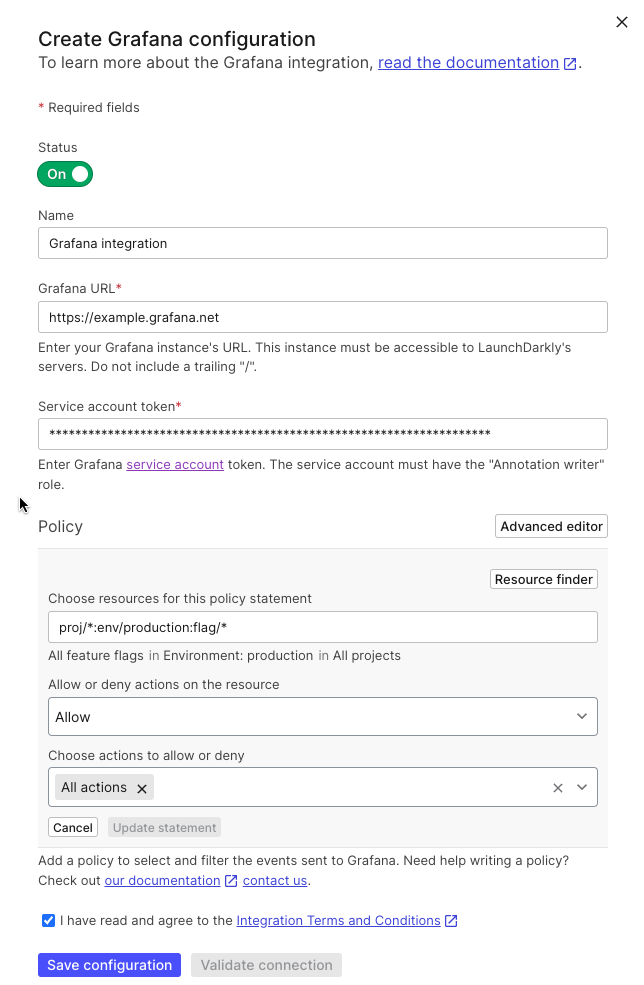 Create Grafana configuration
To learn more about the Grafana integration, read the documentation.
* Required fields
Status
On
Name
Grafana integration
Grafana URL*
https://example.grafana.net
Enter your Grafana instance's URL. This instance must be accessible to LaunchDarkly's
servers. Do not include a trailing "/".
Service account token*
********************************************************************
Enter Grafana service account token. The service account must have the "Annotation writer"
role.
Policy
Advanced editor
Resource finder
Choose resources for this policy statement
proj/*:env/production:flag/*
All feature flags in Environment: production in All projects
Allow or deny actions on the resource
Allow
Choose actions to allow or deny
All actions
Cancel Update statement
Add a policy to select and filter the events sent to Grafana. Need help writing a policy?
Check out our documentation contact us.
I have read and agree to the Integration Terms and Conditions
Save configuration Validate connection